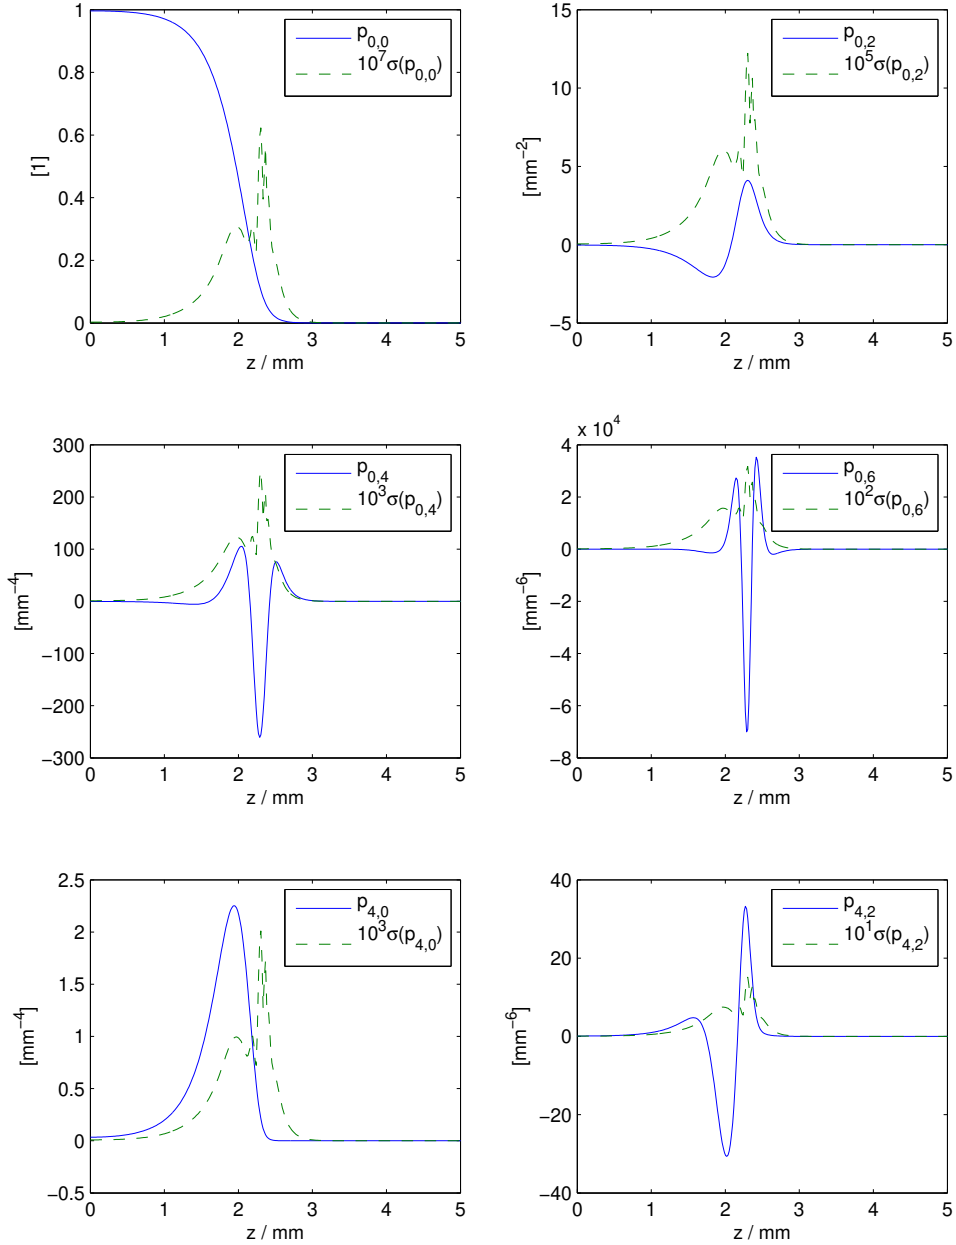 p0,0
10^7σ(p0,0)
1
0.8
0.6
0.4
0.2
0
[1]
0 1 2 3 4 5
z / mm
p0,2
10^5σ(p0,2)
15
10
5
0
−5
[mm^−2]
0 1 2 3 4 5
z / mm
p0,4
10^3σ(p0,4)
300
200
100
0
−100
−200
−300
[mm^−4]
0 1 2 3 4 5
z / mm
x 10^4
p0,6
10^2σ(p0,6)
4
2
0
−2
−4
−6
−8
[mm^−6]
0 1 2 3 4 5
z / mm
p4,0
10^3σ(p4,0)
2.5
2
1.5
1
0.5
0
−0.5
[mm^−4]
0 1 2 3 4 5
z / mm
p4,2
10^1σ(p4,2)
40
20
0
−20
−40
[mm^−6]
0 1 2 3 4 5
z / mm